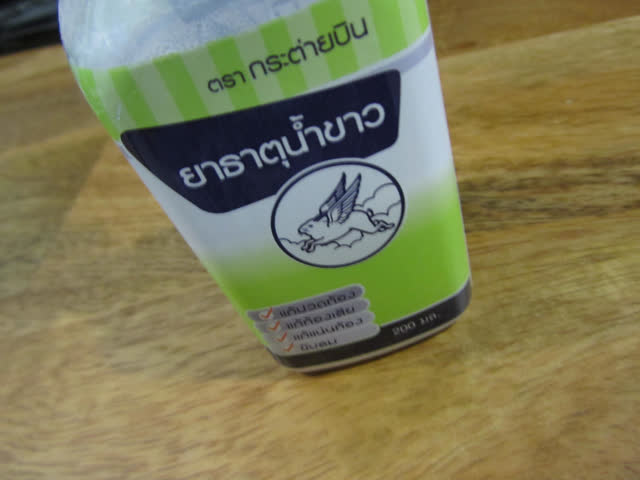 ตรา กระต่ายบิน
ยาธาตุน้ำขาว
แก้ปวดท้อง
แก้ท้องเสีย
แก้แน่นท้อง
ขับลม
200 มล.